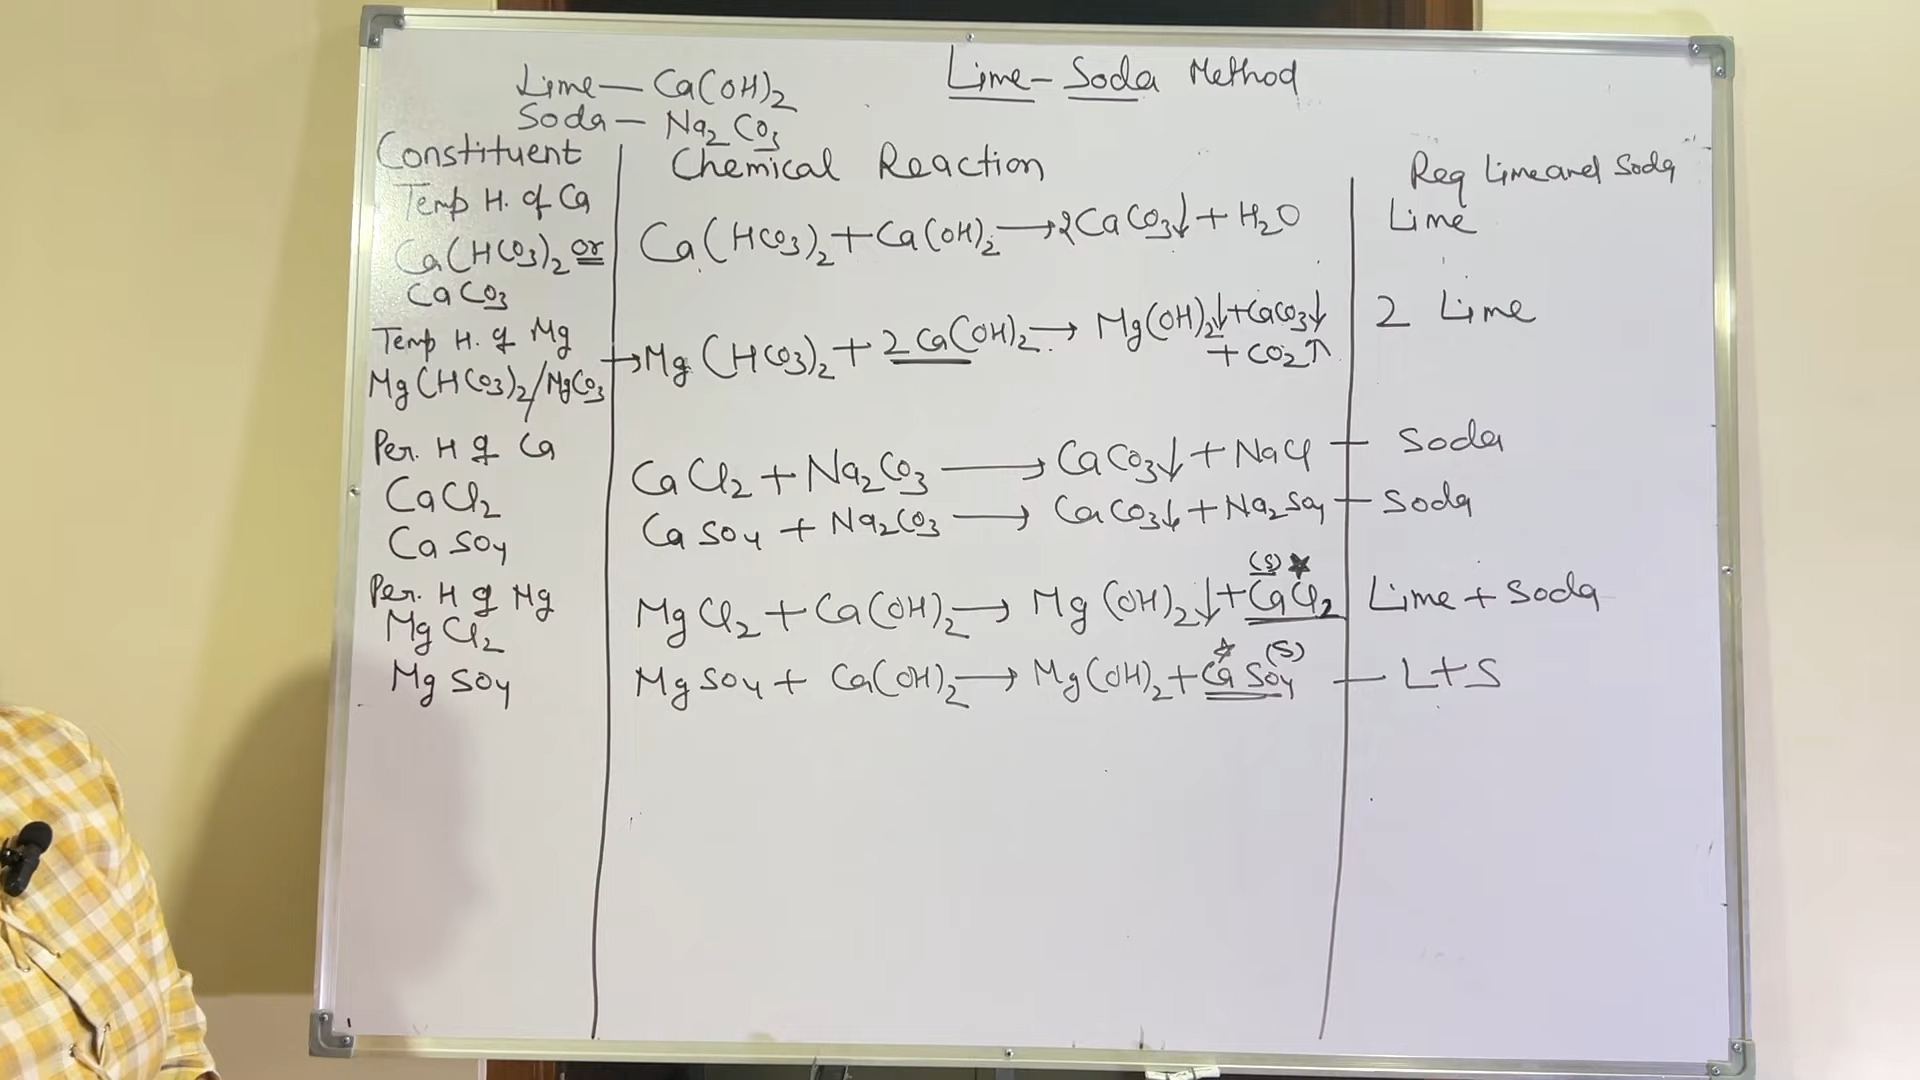 Lime-Soda Method
Lime — Ca(OH)2
Soda — Na2CO3
Constituent
Chemical Reaction
Req Lime and Soda
Temp H. of Ca
Ca(HCO3)2 or
CaCO3
Ca(HCO3)2 + Ca(OH)2 → 2CaCO3↓ + H2O
Lime
Temp H. of Mg
Mg(HCO3)2/MgCO3
→ Mg(HCO3)2 + 2Ca(OH)2 → Mg(OH)2↓ + CaCO3↓
+ CO2↑
2 Lime
Per. H of Ca
CaCl2
CaCl2 + Na2CO3 → CaCO3↓ + NaCl — Soda
CaSO4
CaSO4 + Na2CO3 → CaCO3↓ + Na2SO4 — Soda
Per. H of Mg
MgCl2
(S) ★
MgCl2 + Ca(OH)2 → Mg(OH)2↓ + CaCl2
Lime + Soda
MgSO4
☆ (S)
MgSO4 + Ca(OH)2 → Mg(OH)2 + CaSO4 — L+S